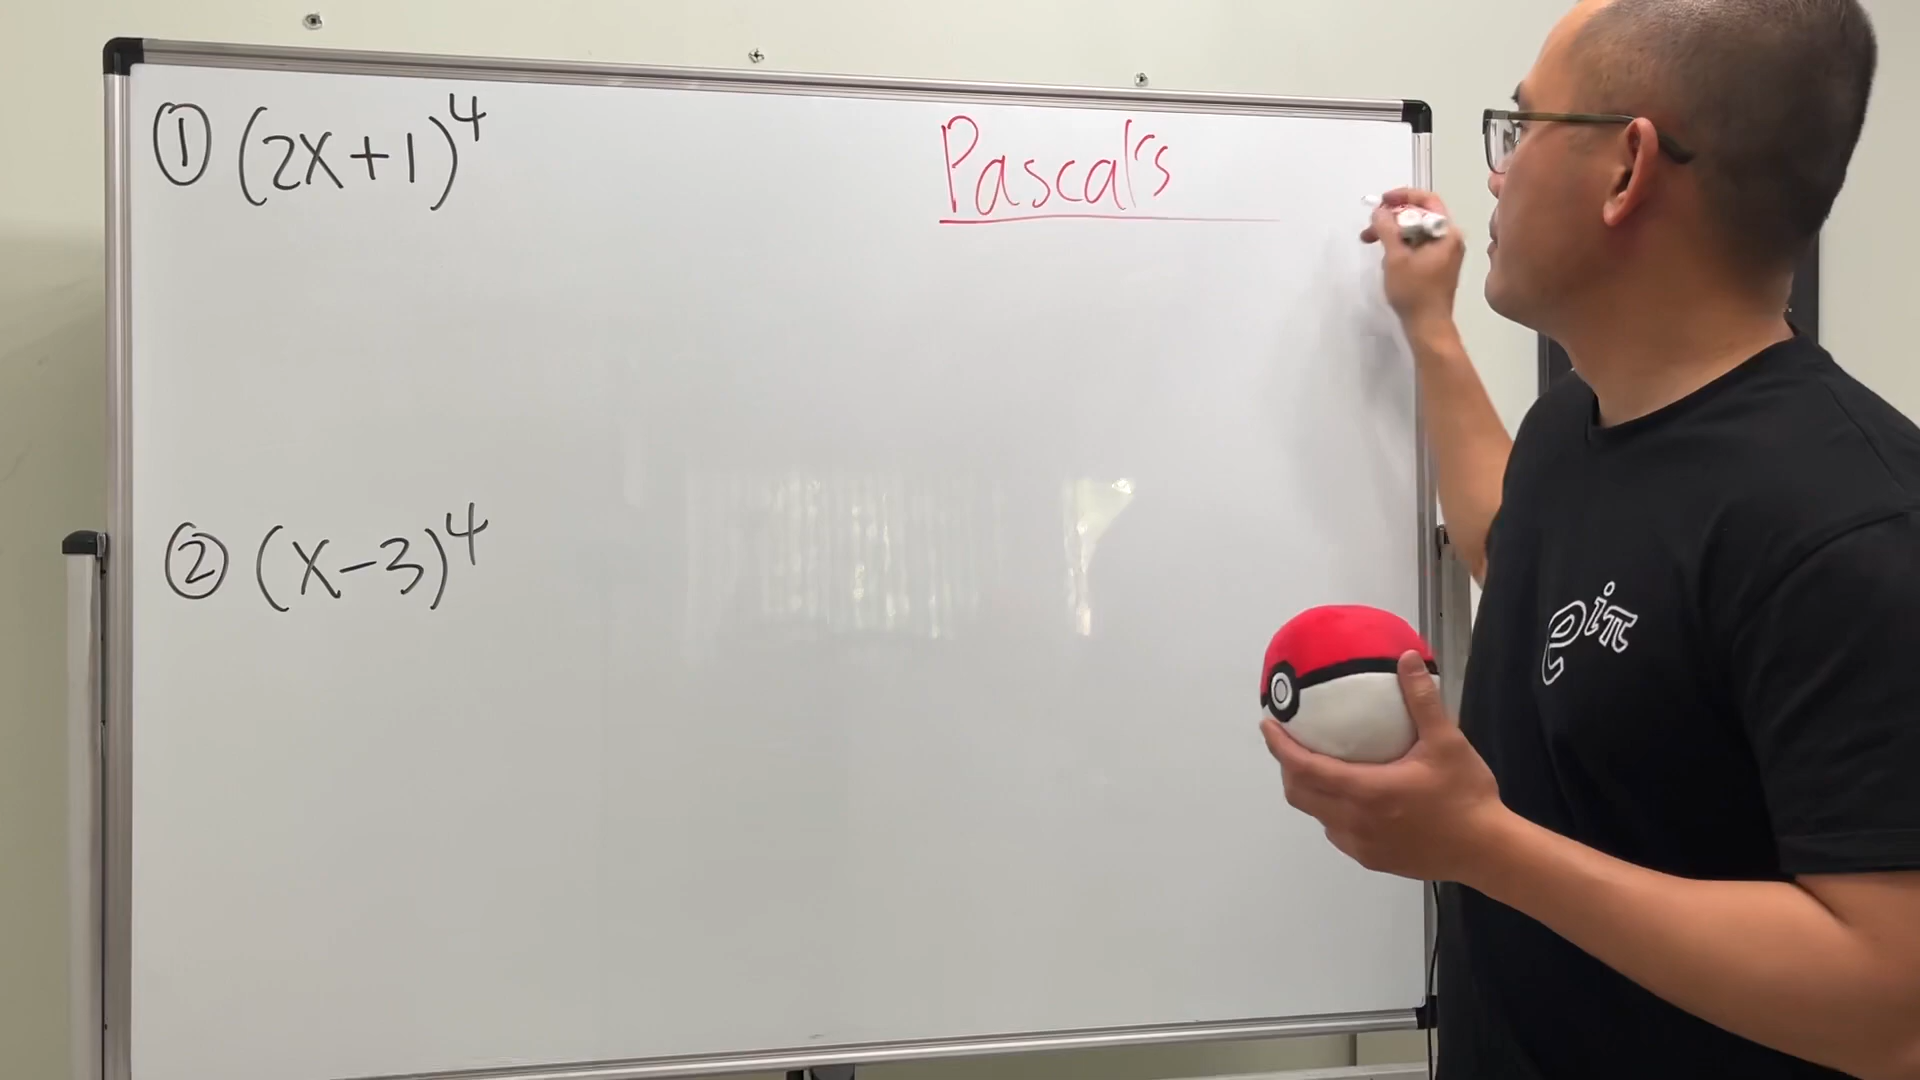 ① (2x+1)⁴
Pascal's
② (x-3)⁴
e^iπ